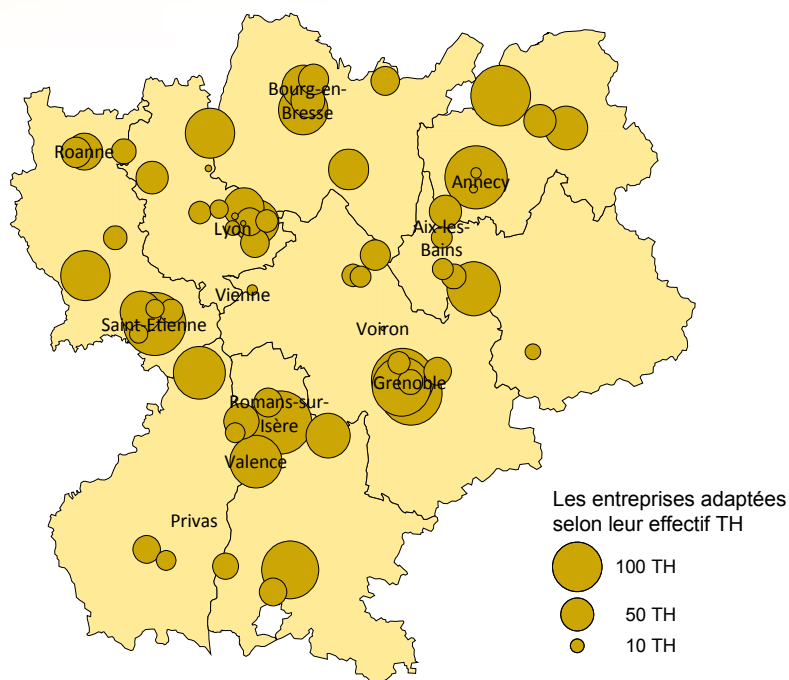 Bourg-en-
Bresse
Roanne
Annecy
Lyon
Aix-les-
Bains
Vienne
Saint-Etienne
Voiron
Grenoble
Romans-sur-
Isère
Valence
Privas
Les entreprises adaptées
selon leur effectif TH
100 TH
50 TH
10 TH